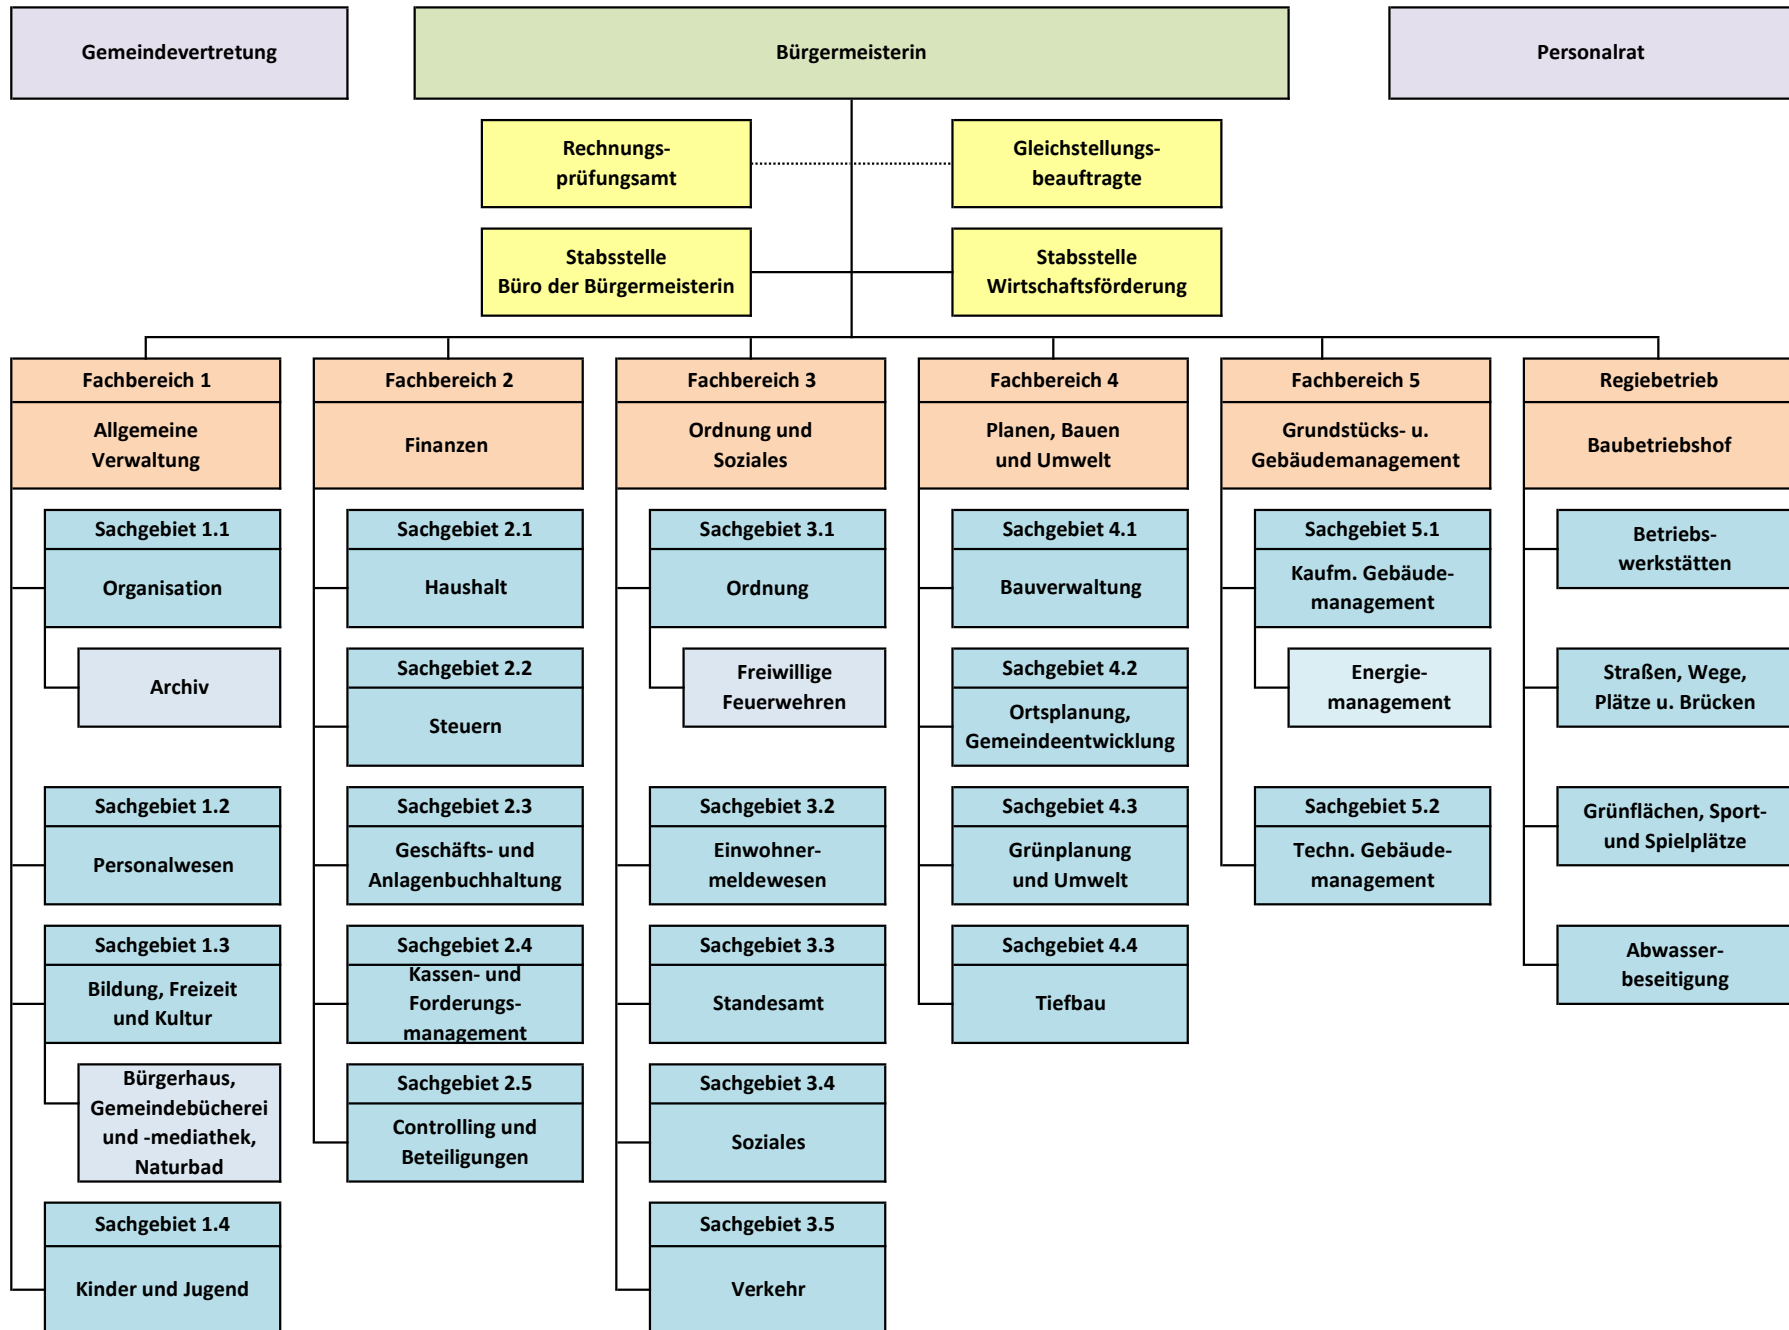 Gemeindevertretung
Bürgermeisterin
Personalrat
Rechnungs-
prüfungsamt
Gleichstellungs-
beauftragte
Stabsstelle
Büro der Bürgermeisterin
Stabsstelle
Wirtschaftsförderung
Fachbereich 1
Allgemeine
Verwaltung
Sachgebiet 1.1
Organisation
Archiv
Sachgebiet 1.2
Personalwesen
Sachgebiet 1.3
Bildung, Freizeit
und Kultur
Bürgerhaus,
Gemeindebücherei
und -mediathek,
Naturbad
Sachgebiet 1.4
Kinder und Jugend
Fachbereich 2
Finanzen
Sachgebiet 2.1
Haushalt
Sachgebiet 2.2
Steuern
Sachgebiet 2.3
Geschäfts- und
Anlagenbuchhaltung
Sachgebiet 2.4
Kassen- und
Forderungs-
management
Sachgebiet 2.5
Controlling und
Beteiligungen
Fachbereich 3
Ordnung und
Soziales
Sachgebiet 3.1
Ordnung
Freiwillige
Feuerwehren
Sachgebiet 3.2
Einwohner-
meldewesen
Sachgebiet 3.3
Standesamt
Sachgebiet 3.4
Soziales
Sachgebiet 3.5
Verkehr
Fachbereich 4
Planen, Bauen
und Umwelt
Sachgebiet 4.1
Bauverwaltung
Sachgebiet 4.2
Ortsplanung,
Gemeindeentwicklung
Sachgebiet 4.3
Grünplanung
und Umwelt
Sachgebiet 4.4
Tiefbau
Fachbereich 5
Grundstücks- u.
Gebäudemanagement
Sachgebiet 5.1
Kaufm. Gebäude-
management
Energie-
management
Sachgebiet 5.2
Techn. Gebäude-
management
Regiebetrieb
Baubetriebshof
Betriebs-
werkstätten
Straßen, Wege,
Plätze u. Brücken
Grünflächen, Sport-
und Spielplätze
Abwasser-
beseitigung